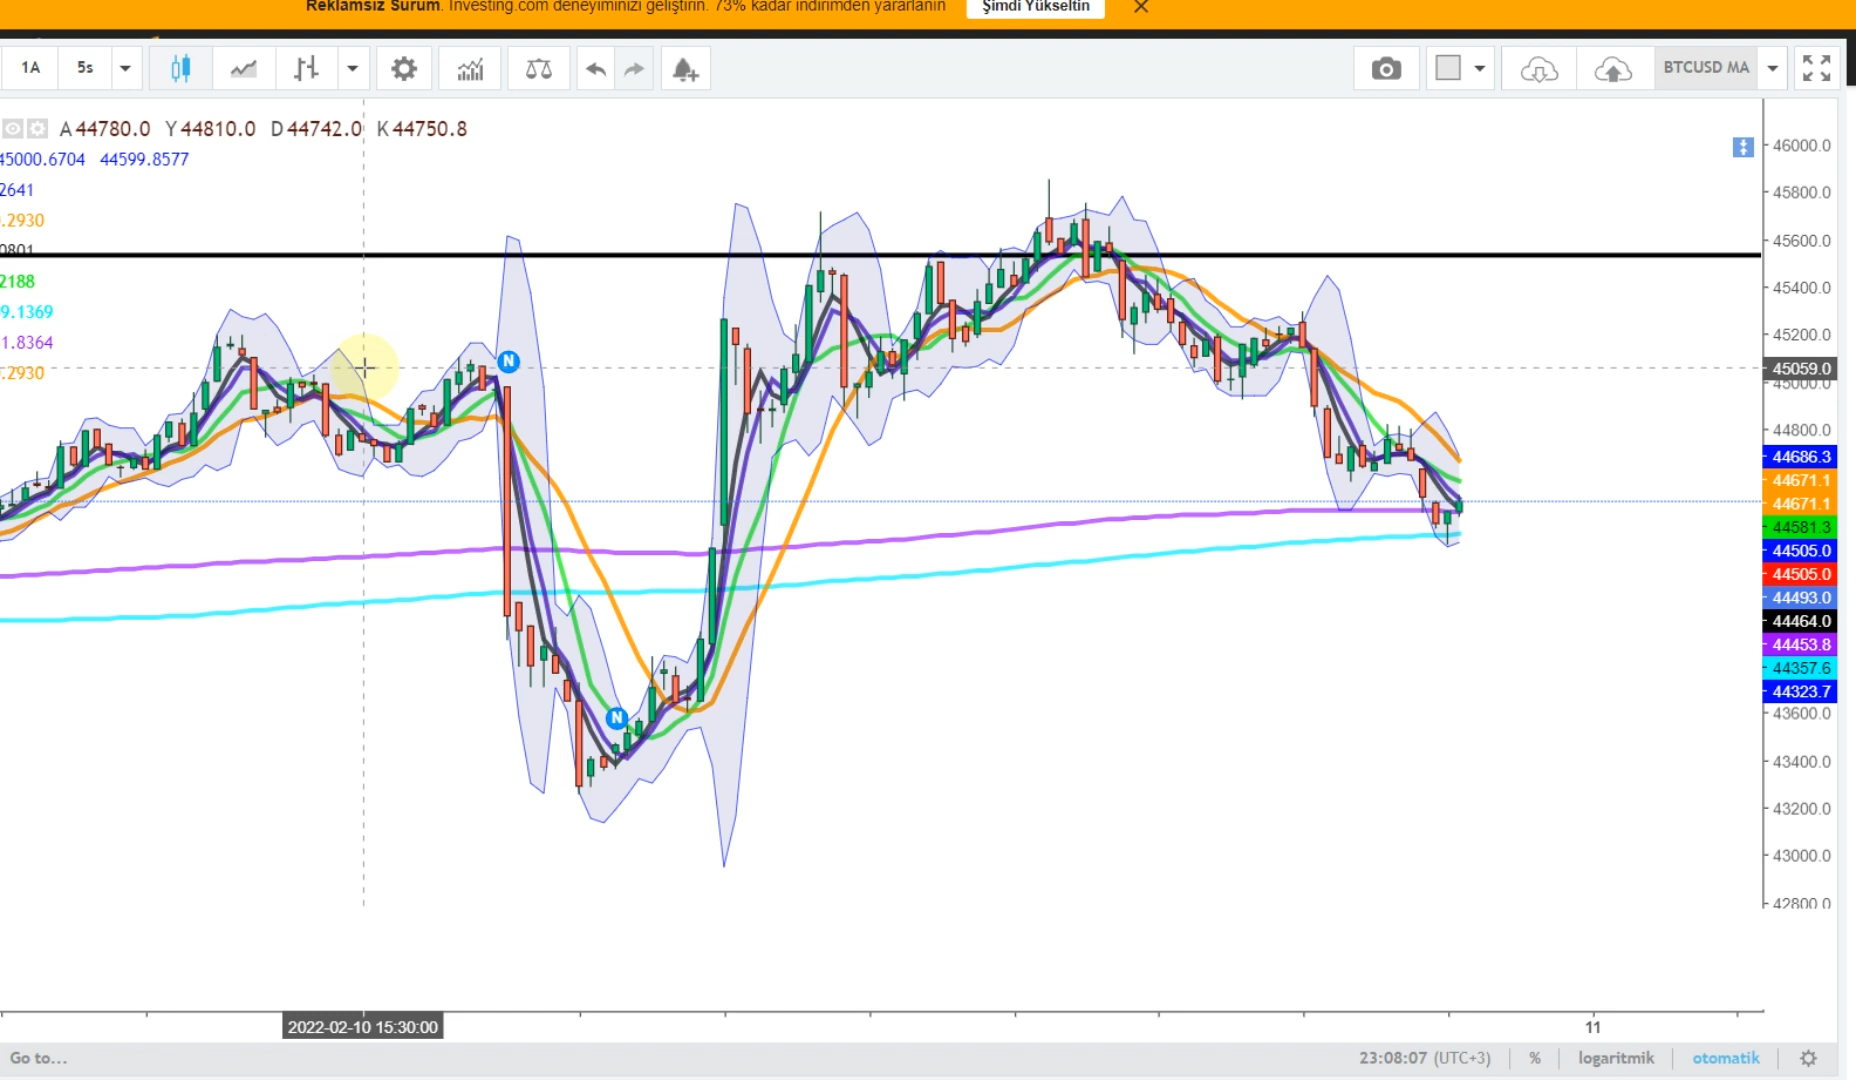 Reklamsız Sürüm. Investing.com deneyiminizi geliştirin. 73% kadar indirimden yararlanın
Şimdi Yükseltin
1A
5s
BTCUSD MA
A 44780.0 Y 44810.0 D 44742.0 K 44750.8
45000.6704 44599.8577
2641
.2930
0801
2188
9.1369
1.8364
.2930
N
N
46000.0
45800.0
45600.0
45400.0
45200.0
45059.0
45000.0
44800.0
44686.3
44671.1
44671.1
44581.3
44505.0
44505.0
44493.0
44464.0
44453.8
44357.6
44323.7
43600.0
43400.0
43200.0
43000.0
42800.0
2022-02-10 15:30:00
11
Go to...
23:08:07 (UTC+3)
%
logaritmik
otomatik